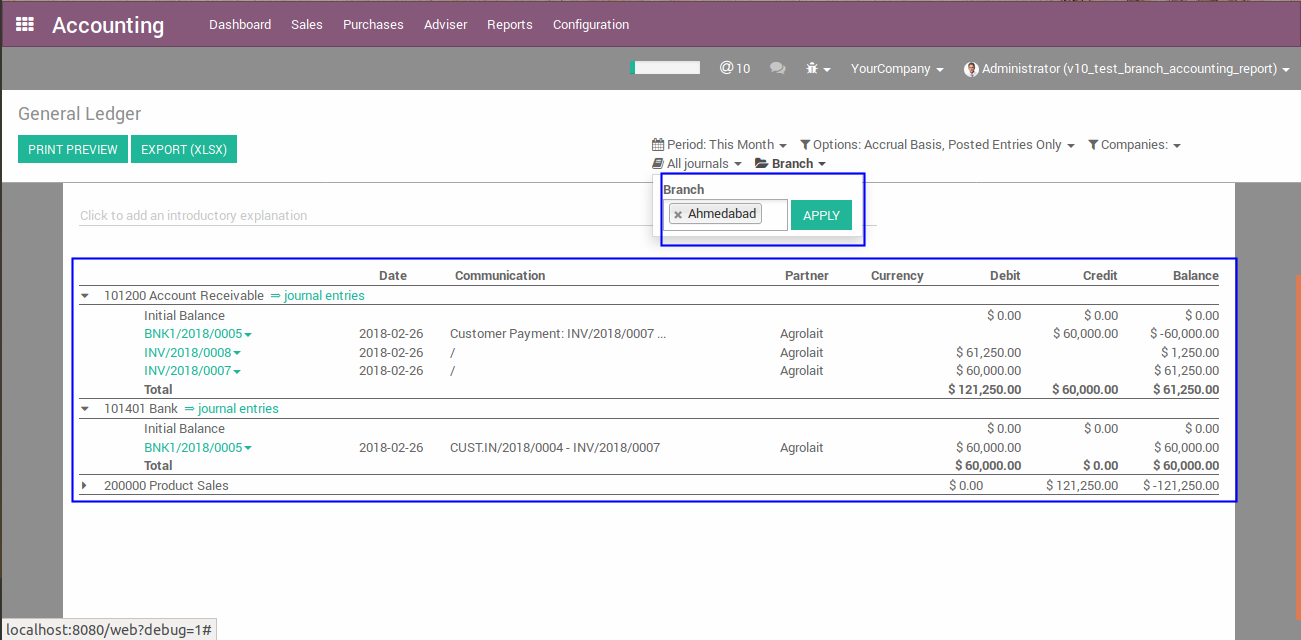 Accounting Dashboard Sales Purchases Adviser Reports Configuration
@ 10 YourCompany Administrator (v10_test_branch_accounting_report)
General Ledger
PRINT PREVIEW EXPORT (XLSX)
Period: This Month Options: Accrual Basis, Posted Entries Only Companies:
All journals Branch
Branch
× Ahmedabad APPLY
Click to add an introductory explanation
Date Communication Partner Currency Debit Credit Balance
101200 Account Receivable ⇒ journal entries
Initial Balance $ 0.00 $ 0.00 $ 0.00
BNK1/2018/0005 2018-02-26 Customer Payment: INV/2018/0007 ... Agrolait $ 60,000.00 $ -60,000.00
INV/2018/0008 2018-02-26 / Agrolait $ 61,250.00 $ 1,250.00
INV/2018/0007 2018-02-26 / Agrolait $ 60,000.00 $ 61,250.00
Total $ 121,250.00 $ 60,000.00 $ 61,250.00
101401 Bank ⇒ journal entries
Initial Balance $ 0.00 $ 0.00 $ 0.00
BNK1/2018/0005 2018-02-26 CUST.IN/2018/0004 - INV/2018/0007 Agrolait $ 60,000.00 $ 60,000.00
Total $ 60,000.00 $ 0.00 $ 60,000.00
200000 Product Sales $ 0.00 $ 121,250.00 $ -121,250.00
localhost:8080/web?debug=1#